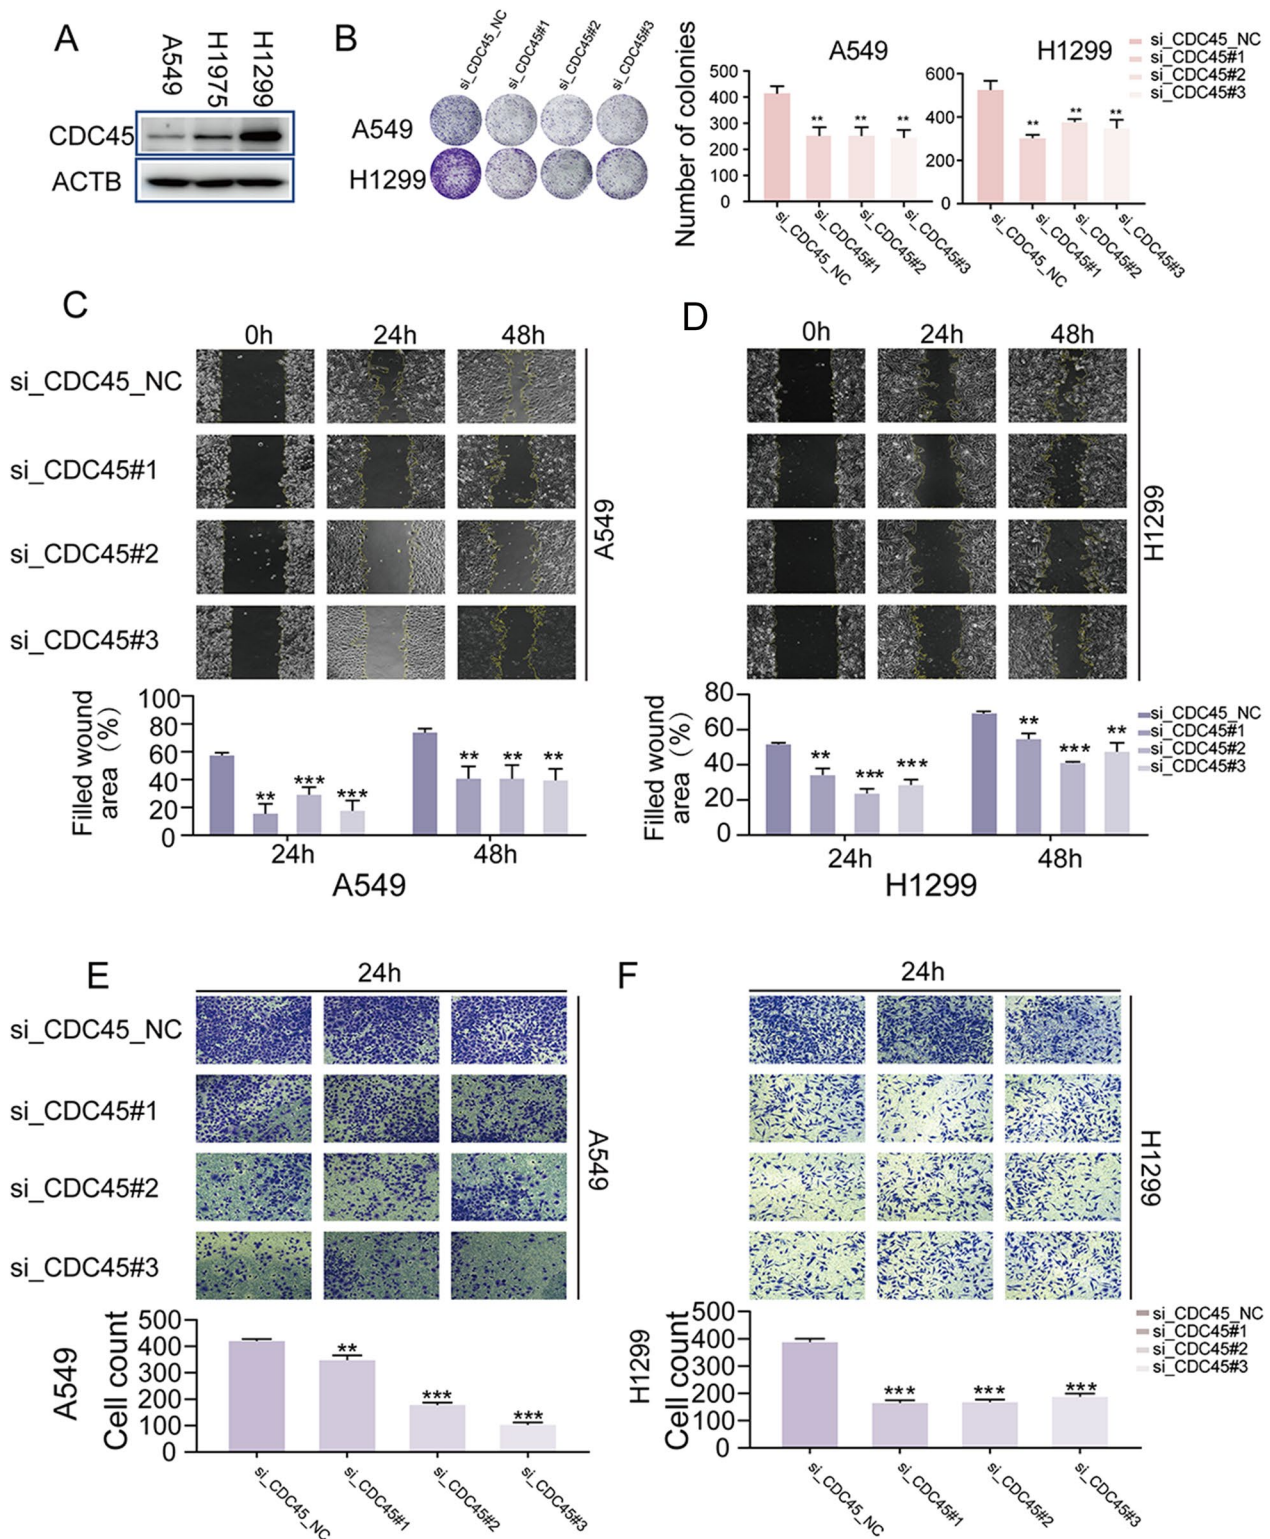 A
A549
H1975
H1299
CDC45
ACTB
B
si_CDC45_NC
si_CDC45#1
si_CDC45#2
si_CDC45#3
A549
H1299
Number of colonies
A549
500
400
300
200
100
0
**
**
**
si_CDC45_NC
si_CDC45#1
si_CDC45#2
si_CDC45#3
H1299
600
400
200
0
**
**
**
si_CDC45_NC
si_CDC45#1
si_CDC45#2
si_CDC45#3
si_CDC45_NC
si_CDC45#1
si_CDC45#2
si_CDC45#3
C
0h 24h 48h
si_CDC45_NC
si_CDC45#1
si_CDC45#2
si_CDC45#3
A549
Filled wound
area (%)
100
80
60
40
20
0
** *** ***
** ** **
24h 48h
A549
D
0h 24h 48h
H1299
Filled wound
area (%)
80
60
40
20
0
** *** ***
** *** **
24h 48h
H1299
si_CDC45_NC
si_CDC45#1
si_CDC45#2
si_CDC45#3
E
24h
si_CDC45_NC
si_CDC45#1
si_CDC45#2
si_CDC45#3
A549
A549
Cell count
500
400
300
200
100
0
**
***
***
si_CDC45_NC
si_CDC45#1
si_CDC45#2
si_CDC45#3
F
24h
H1299
H1299
Cell count
500
400
300
200
100
0
***
***
***
si_CDC45_NC
si_CDC45#1
si_CDC45#2
si_CDC45#3
si_CDC45_NC
si_CDC45#1
si_CDC45#2
si_CDC45#3